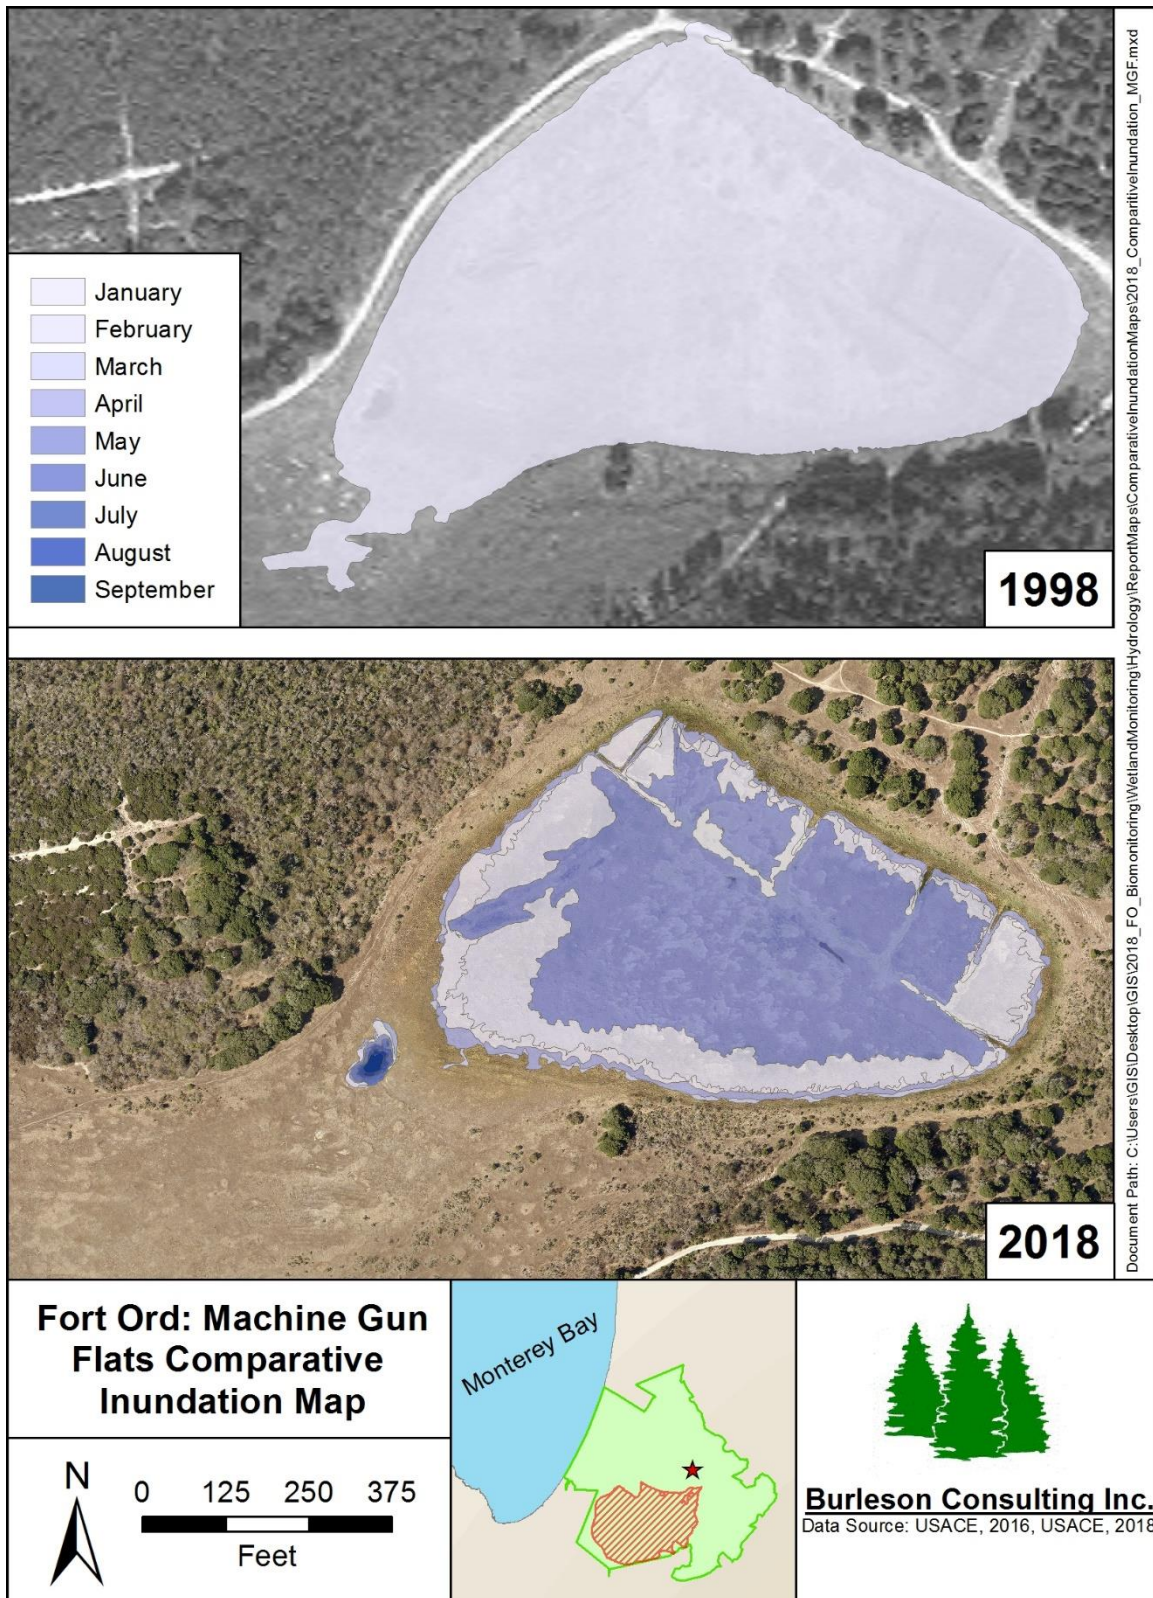 January
February
March
April
May
June
July
August
September
1998
2018
Document Path: C:\Users\GIS\Desktop\GIS\2018_FO_Biomonitoring\WetlandMonitoring\Hydrology\ReportMaps\ComparativeInundationMaps\2018_ComparitiveInundation_MGF.mxd
Fort Ord: Machine Gun
Flats Comparative
Inundation Map
N
0 125 250 375
Feet
Monterey Bay
Burleson Consulting Inc.
Data Source: USACE, 2016, USACE, 2018